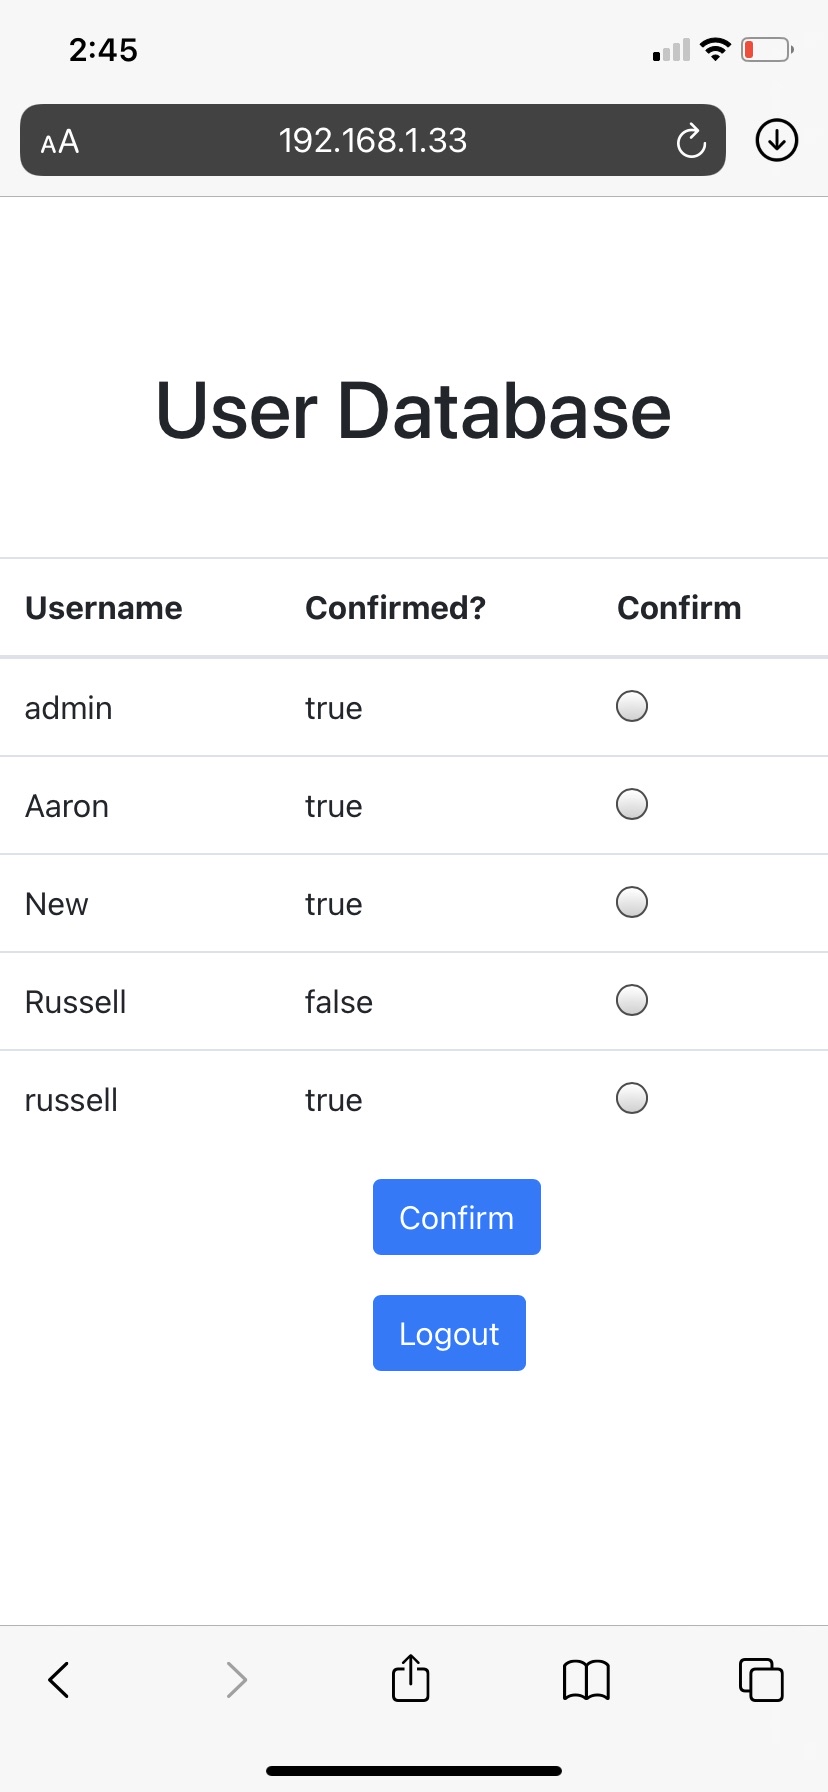 2:45
AA 192.168.1.33
User Database
Username Confirmed? Confirm
admin true
Aaron true
New true
Russell false
russell true
Confirm
Logout